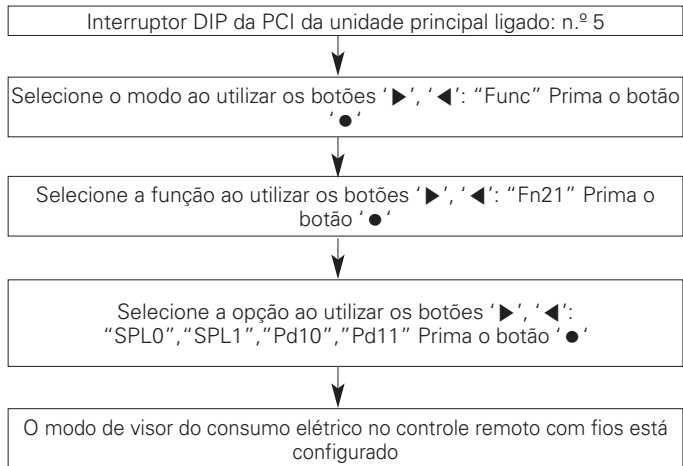 Interruptor DIP da PCI da unidade principal ligado: n.º 5
Selecione o modo ao utilizar os botões ‘▶’, ‘◀’: “Func” Prima o botão
‘●‘
Selecione a função ao utilizar os botões ‘▶’, ‘◀’: “Fn21” Prima o
botão ‘●‘
Selecione a opção ao utilizar os botões ‘▶’, ‘◀’:
“SPL0”,“SPL1”,”Pd10”,”Pd11” Prima o botão ‘●‘
O modo de visor do consumo elétrico no controle remoto com fios está
configurado